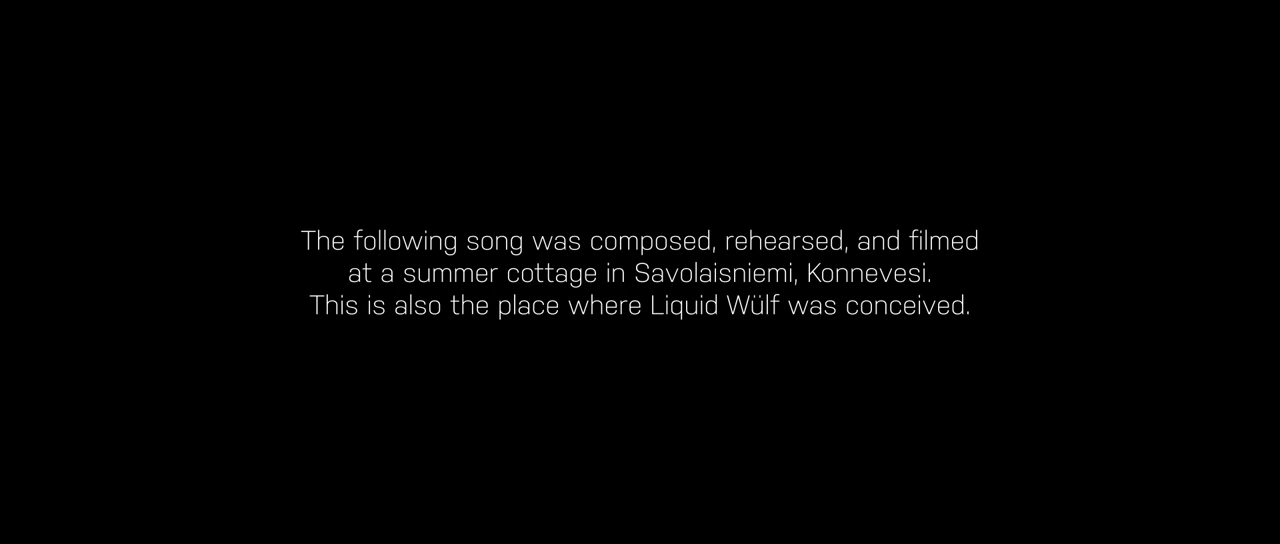 The following song was composed, rehearsed, and filmed
at a summer cottage in Savolaisniemi, Konnevesi.
This is also the place where Liquid Wülf was conceived.